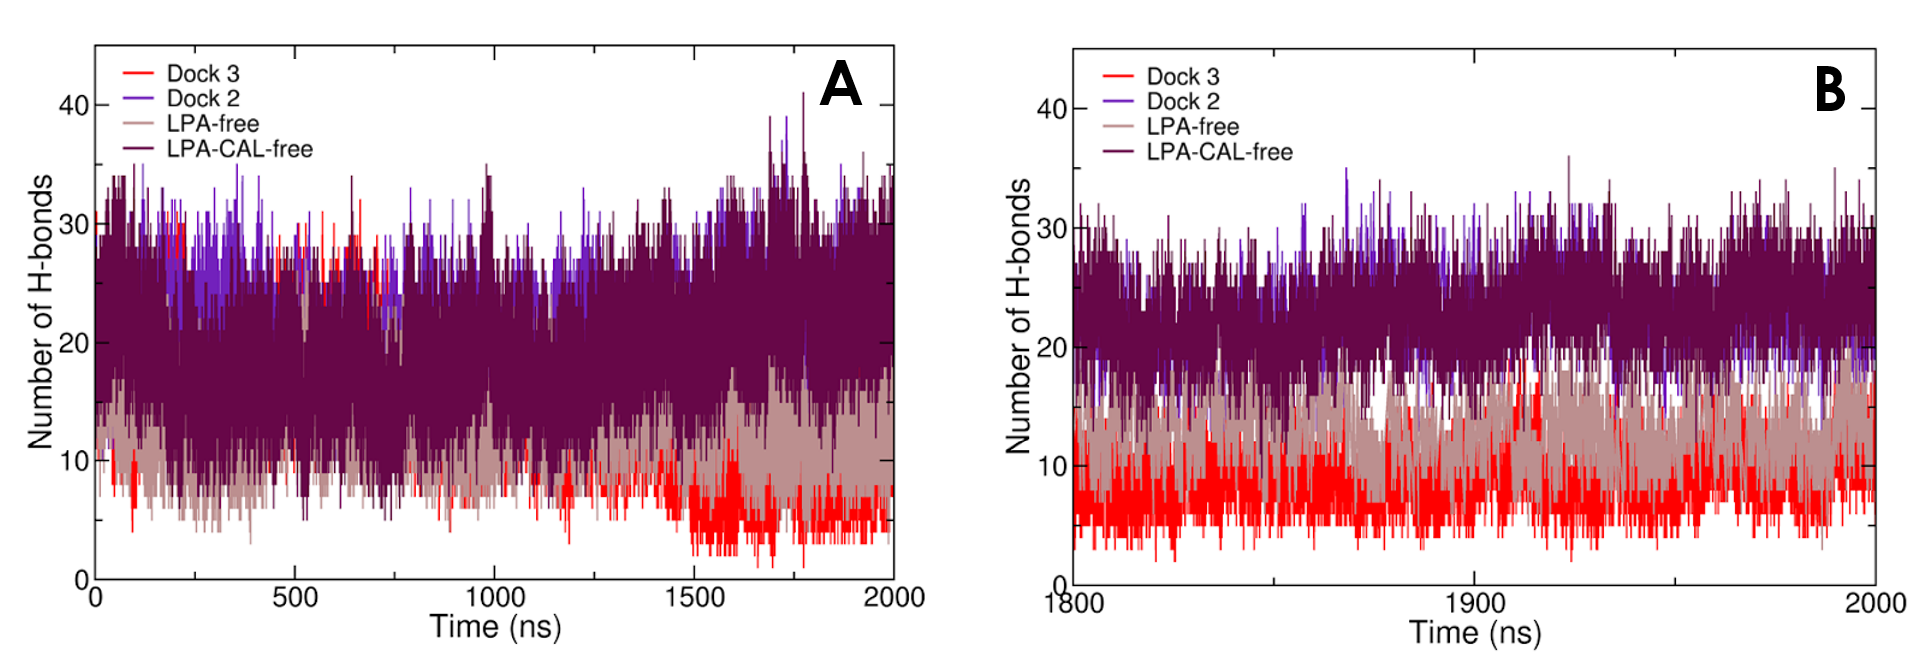 A
Dock 3
Dock 2
LPA-free
LPA-CAL-free
Number of H-bonds
40
30
20
10
0
0
500
1000
1500
2000
Time (ns)
B
Dock 3
Dock 2
LPA-free
LPA-CAL-free
Number of H-bonds
40
30
20
10
0
1800
1900
2000
Time (ns)